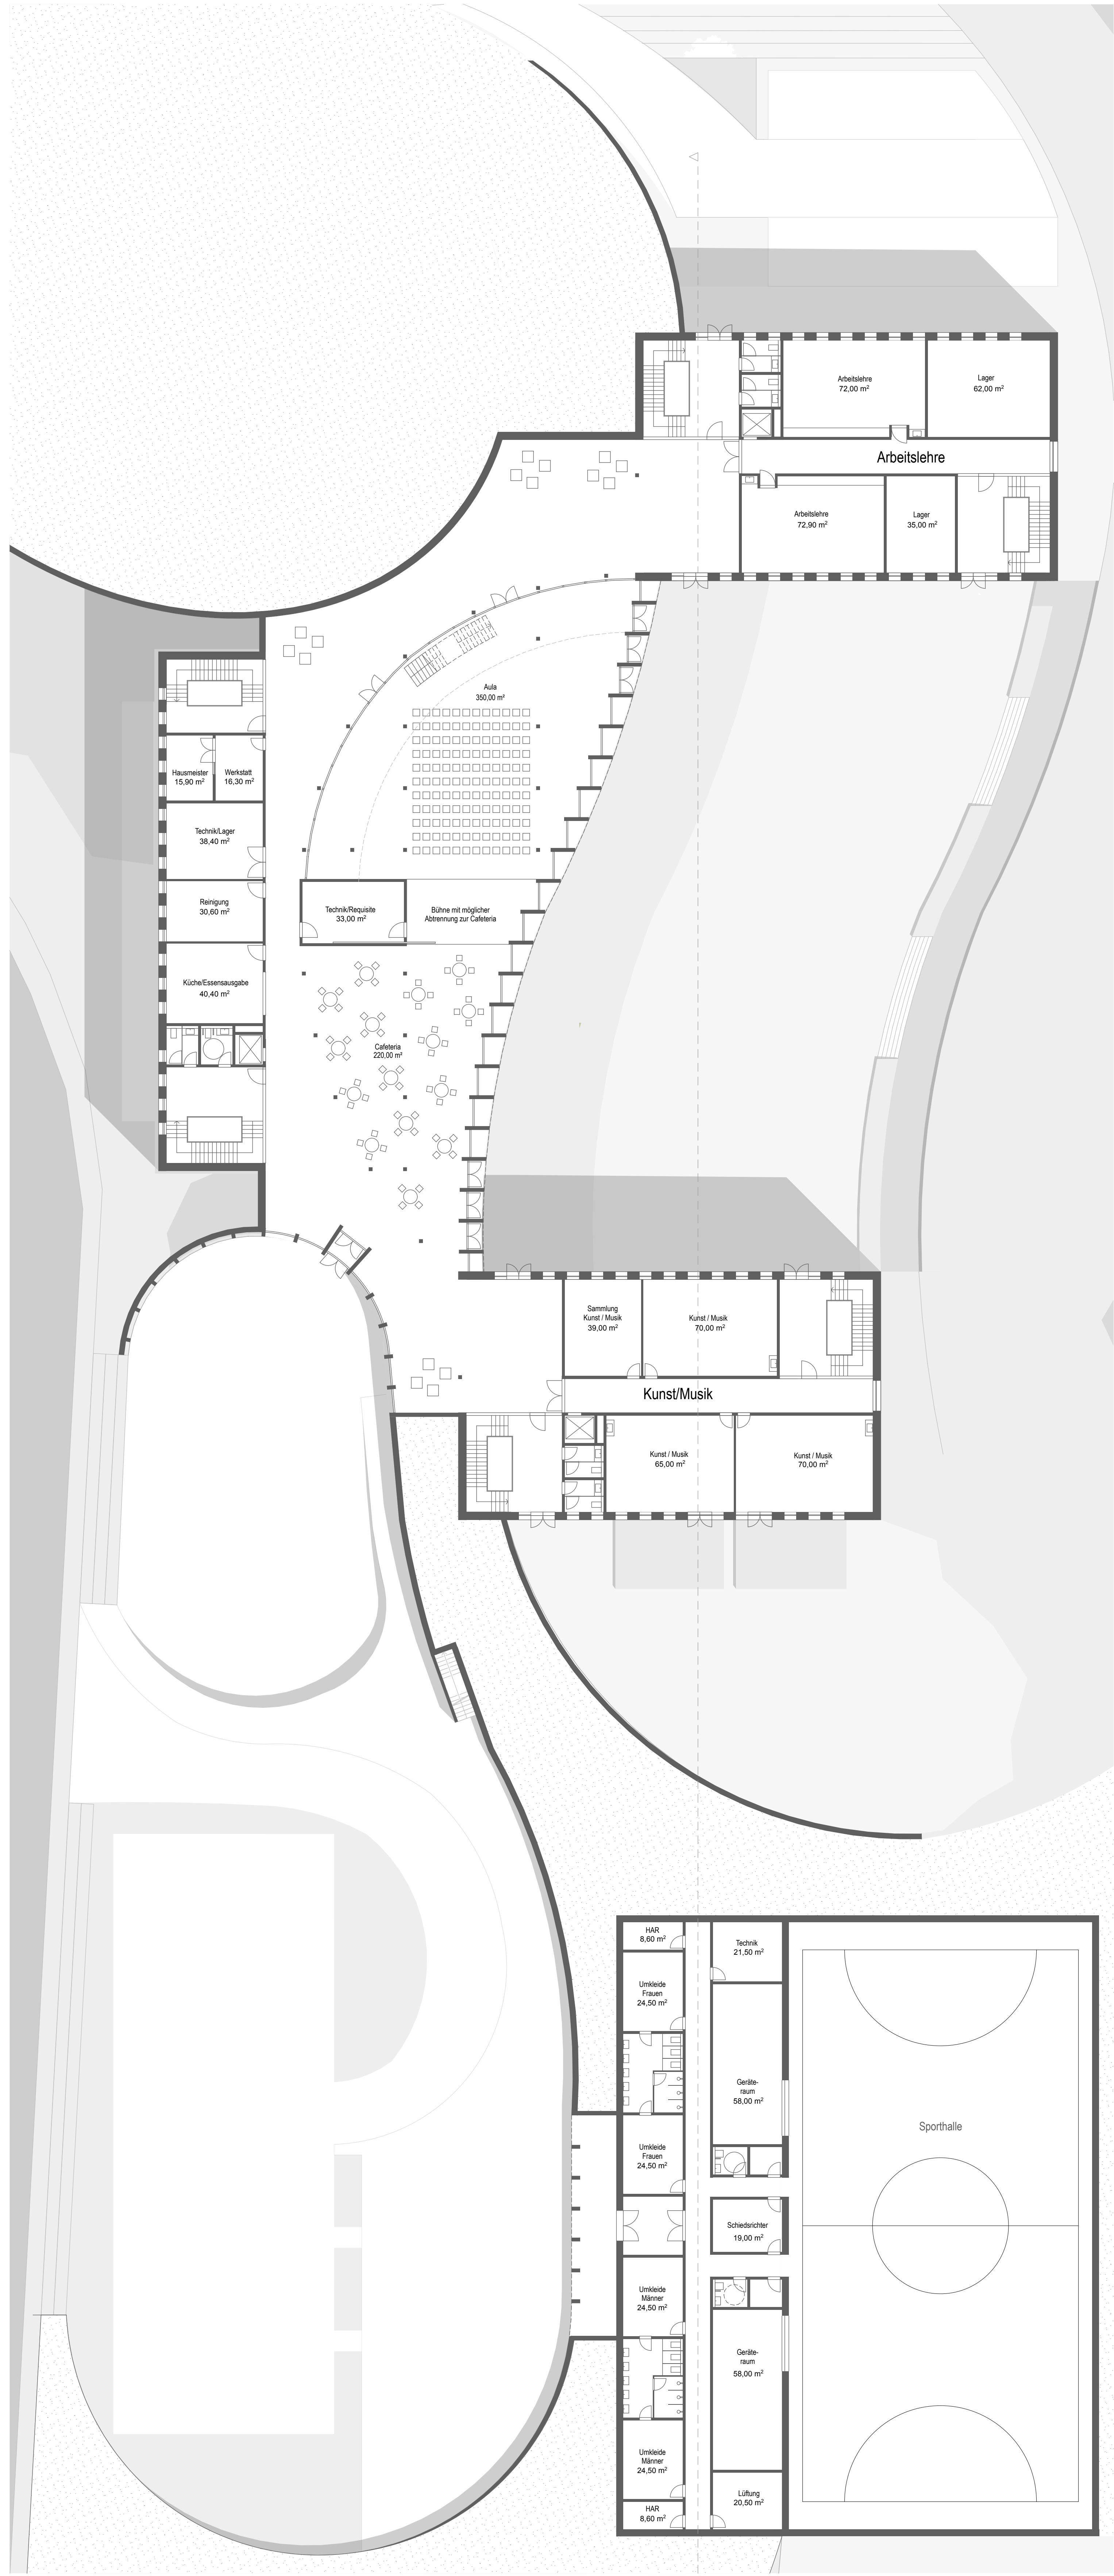 Arbeitslehre
72,00 m²
Lager
62,00 m²
Arbeitslehre
Arbeitslehre
72,90 m²
Lager
35,00 m²
Aula
350,00 m²
Hausmeister
15,90 m²
Werkstatt
16,30 m²
Technik/Lager
38,40 m²
Reinigung
30,60 m²
Technik/Requisite
33,00 m²
Bühne mit möglicher
Abtrennung zur Cafeteria
Küche/Essensausgabe
40,40 m²
Cafeteria
220,00 m²
Sammlung
Kunst / Musik
39,00 m²
Kunst / Musik
70,00 m²
Kunst/Musik
Kunst / Musik
65,00 m²
Kunst / Musik
70,00 m²
HAR
8,60 m²
Technik
21,50 m²
Umkleide
Frauen
24,50 m²
Geräte-
raum
58,00 m²
Sporthalle
Umkleide
Frauen
24,50 m²
Schiedsrichter
19,00 m²
Umkleide
Männer
24,50 m²
Geräte-
raum
58,00 m²
Umkleide
Männer
24,50 m²
Lüftung
20,50 m²
HAR
8,60 m²